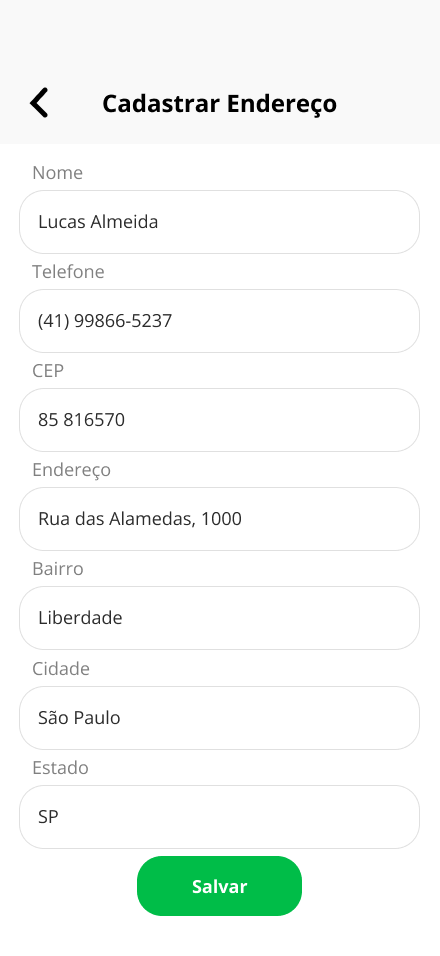 Cadastrar Endereço
Nome
Lucas Almeida
Telefone
(41) 99866-5237
CEP
85 816570
Endereço
Rua das Alamedas, 1000
Bairro
Liberdade
Cidade
São Paulo
Estado
SP
Salvar